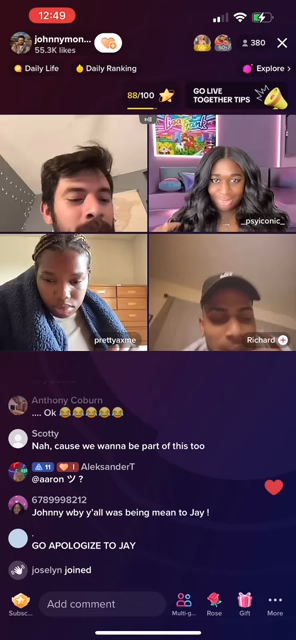 12:49
johnnymon...
55.3K likes
380
Daily Life
Daily Ranking
Explore >
88/100
GO LIVE
TOGETHER TIPS
_psyiconic_
prettyaxme
Richard
Anthony Coburn
.... Ok 😂😂😂😂😂
Scotty
Nah, cause we wanna be part of this too
11 I AleksanderT
@aaron ツ ?
6789998212
Johnny wby y'all was being mean to Jay !
.
GO APOLOGIZE TO JAY
joselyn joined
Add comment
Subsc...
Multi-g...
Rose
Gift
More